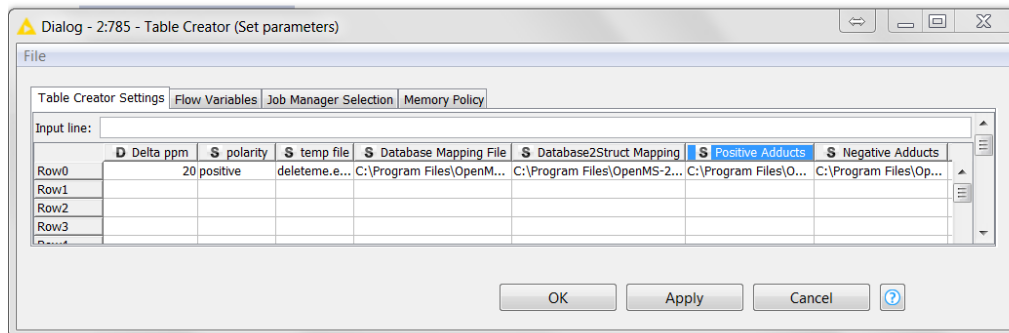 Dialog - 2:785 - Table Creator (Set parameters)
File
Table Creator Settings Flow Variables Job Manager Selection Memory Policy
Input line:
D Delta ppm S polarity S temp file S Database Mapping File S Database2Struct Mapping S Positive Adducts S Negative Adducts
Row0 20 positive deleteme.e... C:\Program Files\OpenM... C:\Program Files\OpenMS-2... C:\Program Files\O... C:\Program Files\Op...
Row1
Row2
Row3
OK Apply Cancel ?